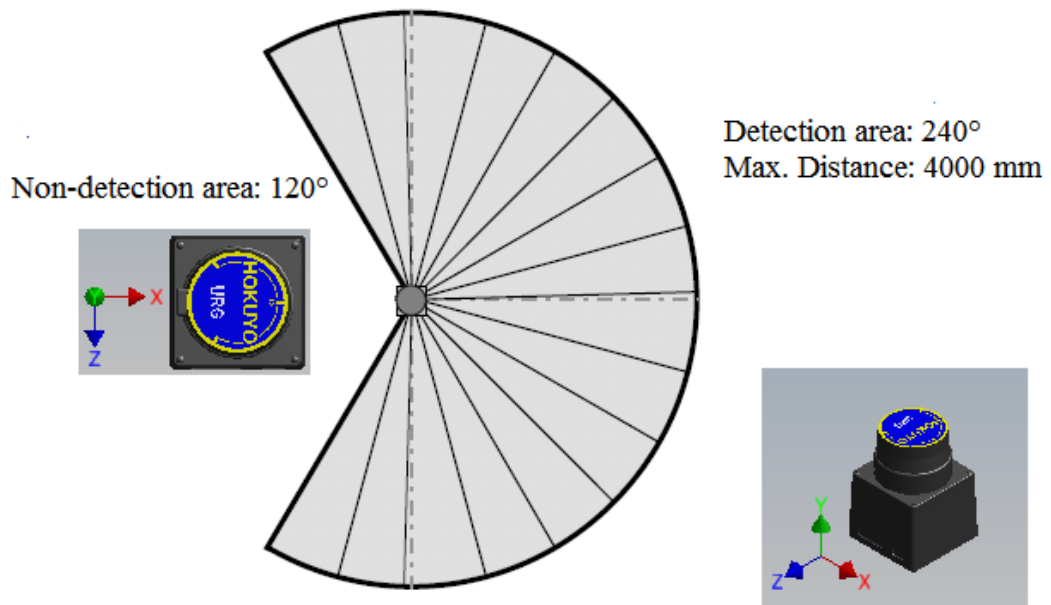 Detection area: 240°
Max. Distance: 4000 mm
Non-detection area: 120°
HOKUYO
URG
Y
X
Z
Y
Z
X